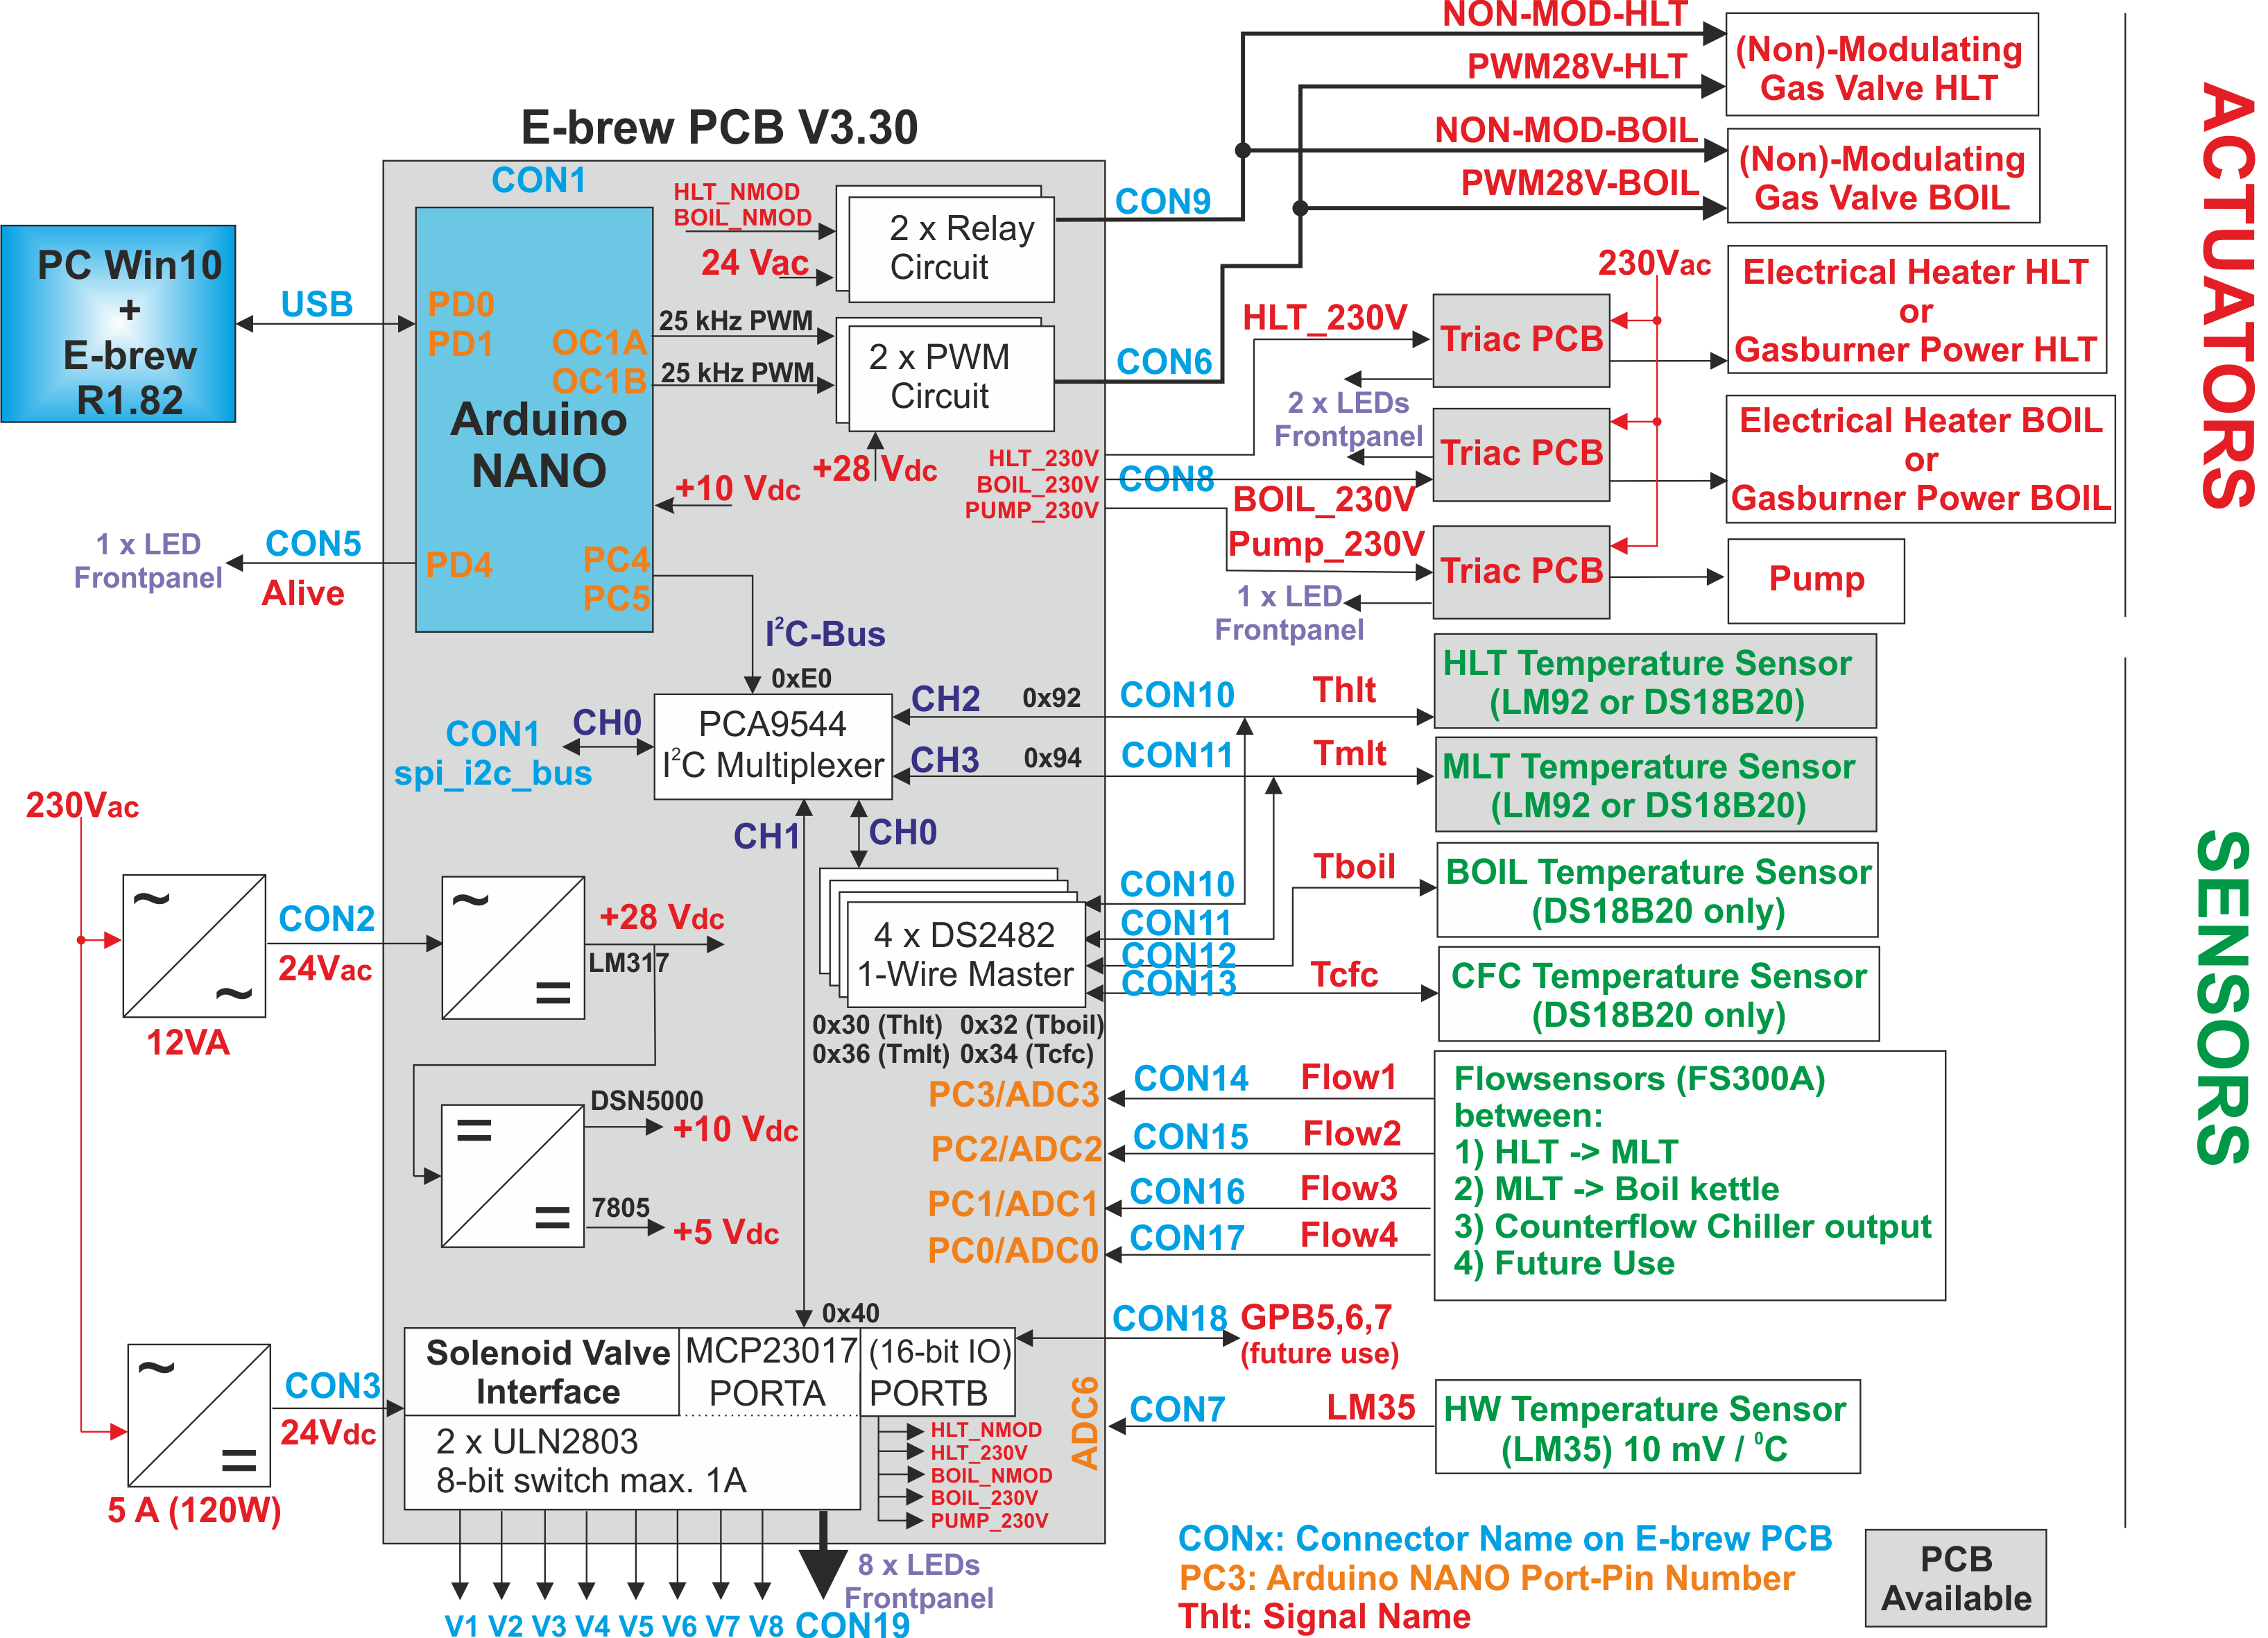 E-brew PCB V3.30
CON1
PC Win10
+
E-brew
R1.82
USB
PD0
PD1
OC1A
OC1B
Arduino
NANO
PD4
PC4
PC5
1 x LED
Frontpanel
CON5
Alive
HLT_NMOD
BOIL_NMOD
24 Vac
2 x Relay
Circuit
25 kHz PWM
25 kHz PWM
2 x PWM
Circuit
+28 Vdc
+10 Vdc
HLT_230V
BOIL_230V
PUMP_230V
CON9
CON6
CON8
NON-MOD-HLT
PWM28V-HLT
NON-MOD-BOIL
PWM28V-BOIL
(Non)-Modulating
Gas Valve HLT
(Non)-Modulating
Gas Valve BOIL
230Vac
HLT_230V
Triac PCB
Electrical Heater HLT
or
Gasburner Power HLT
2 x LEDs
Frontpanel
Triac PCB
BOIL_230V
Electrical Heater BOIL
or
Gasburner Power BOIL
Pump_230V
Triac PCB
Pump
1 x LED
Frontpanel
ACTUATORS
I2C-Bus
0xE0
PCA9544
I2C Multiplexer
CON1
spi_i2c_bus
CH0
CH2
0x92
CON10
Thlt
HLT Temperature Sensor
(LM92 or DS18B20)
CH3
0x94
CON11
Tmlt
MLT Temperature Sensor
(LM92 or DS18B20)
CH1
CH0
4 x DS2482
1-Wire Master
CON10
CON11
CON12
CON13
Tboil
BOIL Temperature Sensor
(DS18B20 only)
Tcfc
CFC Temperature Sensor
(DS18B20 only)
0x30 (Thlt) 0x32 (Tboil)
0x36 (Tmlt) 0x34 (Tcfc)
230Vac
12VA
CON2
24Vac
+28 Vdc
LM317
DSN5000
+10 Vdc
7805
+5 Vdc
PC3/ADC3
CON14
Flow1
PC2/ADC2
CON15
Flow2
PC1/ADC1
CON16
Flow3
PC0/ADC0
CON17
Flow4
Flowsensors (FS300A)
between:
1) HLT -> MLT
2) MLT -> Boil kettle
3) Counterflow Chiller output
4) Future Use
SENSORS
0x40
Solenoid Valve
Interface
MCP23017
PORTA
(16-bit IO)
PORTB
CON18
GPB5,6,7
(future use)
5 A (120W)
CON3
24Vdc
2 x ULN2803
8-bit switch max. 1A
HLT_NMOD
HLT_230V
BOIL_NMOD
BOIL_230V
PUMP_230V
ADC6
CON7
LM35
HW Temperature Sensor
(LM35) 10 mV / 0C
8 x LEDs
Frontpanel
V1 V2 V3 V4 V5 V6 V7 V8 CON19
CONx: Connector Name on E-brew PCB
PC3: Arduino NANO Port-Pin Number
Thlt: Signal Name
PCB
Available